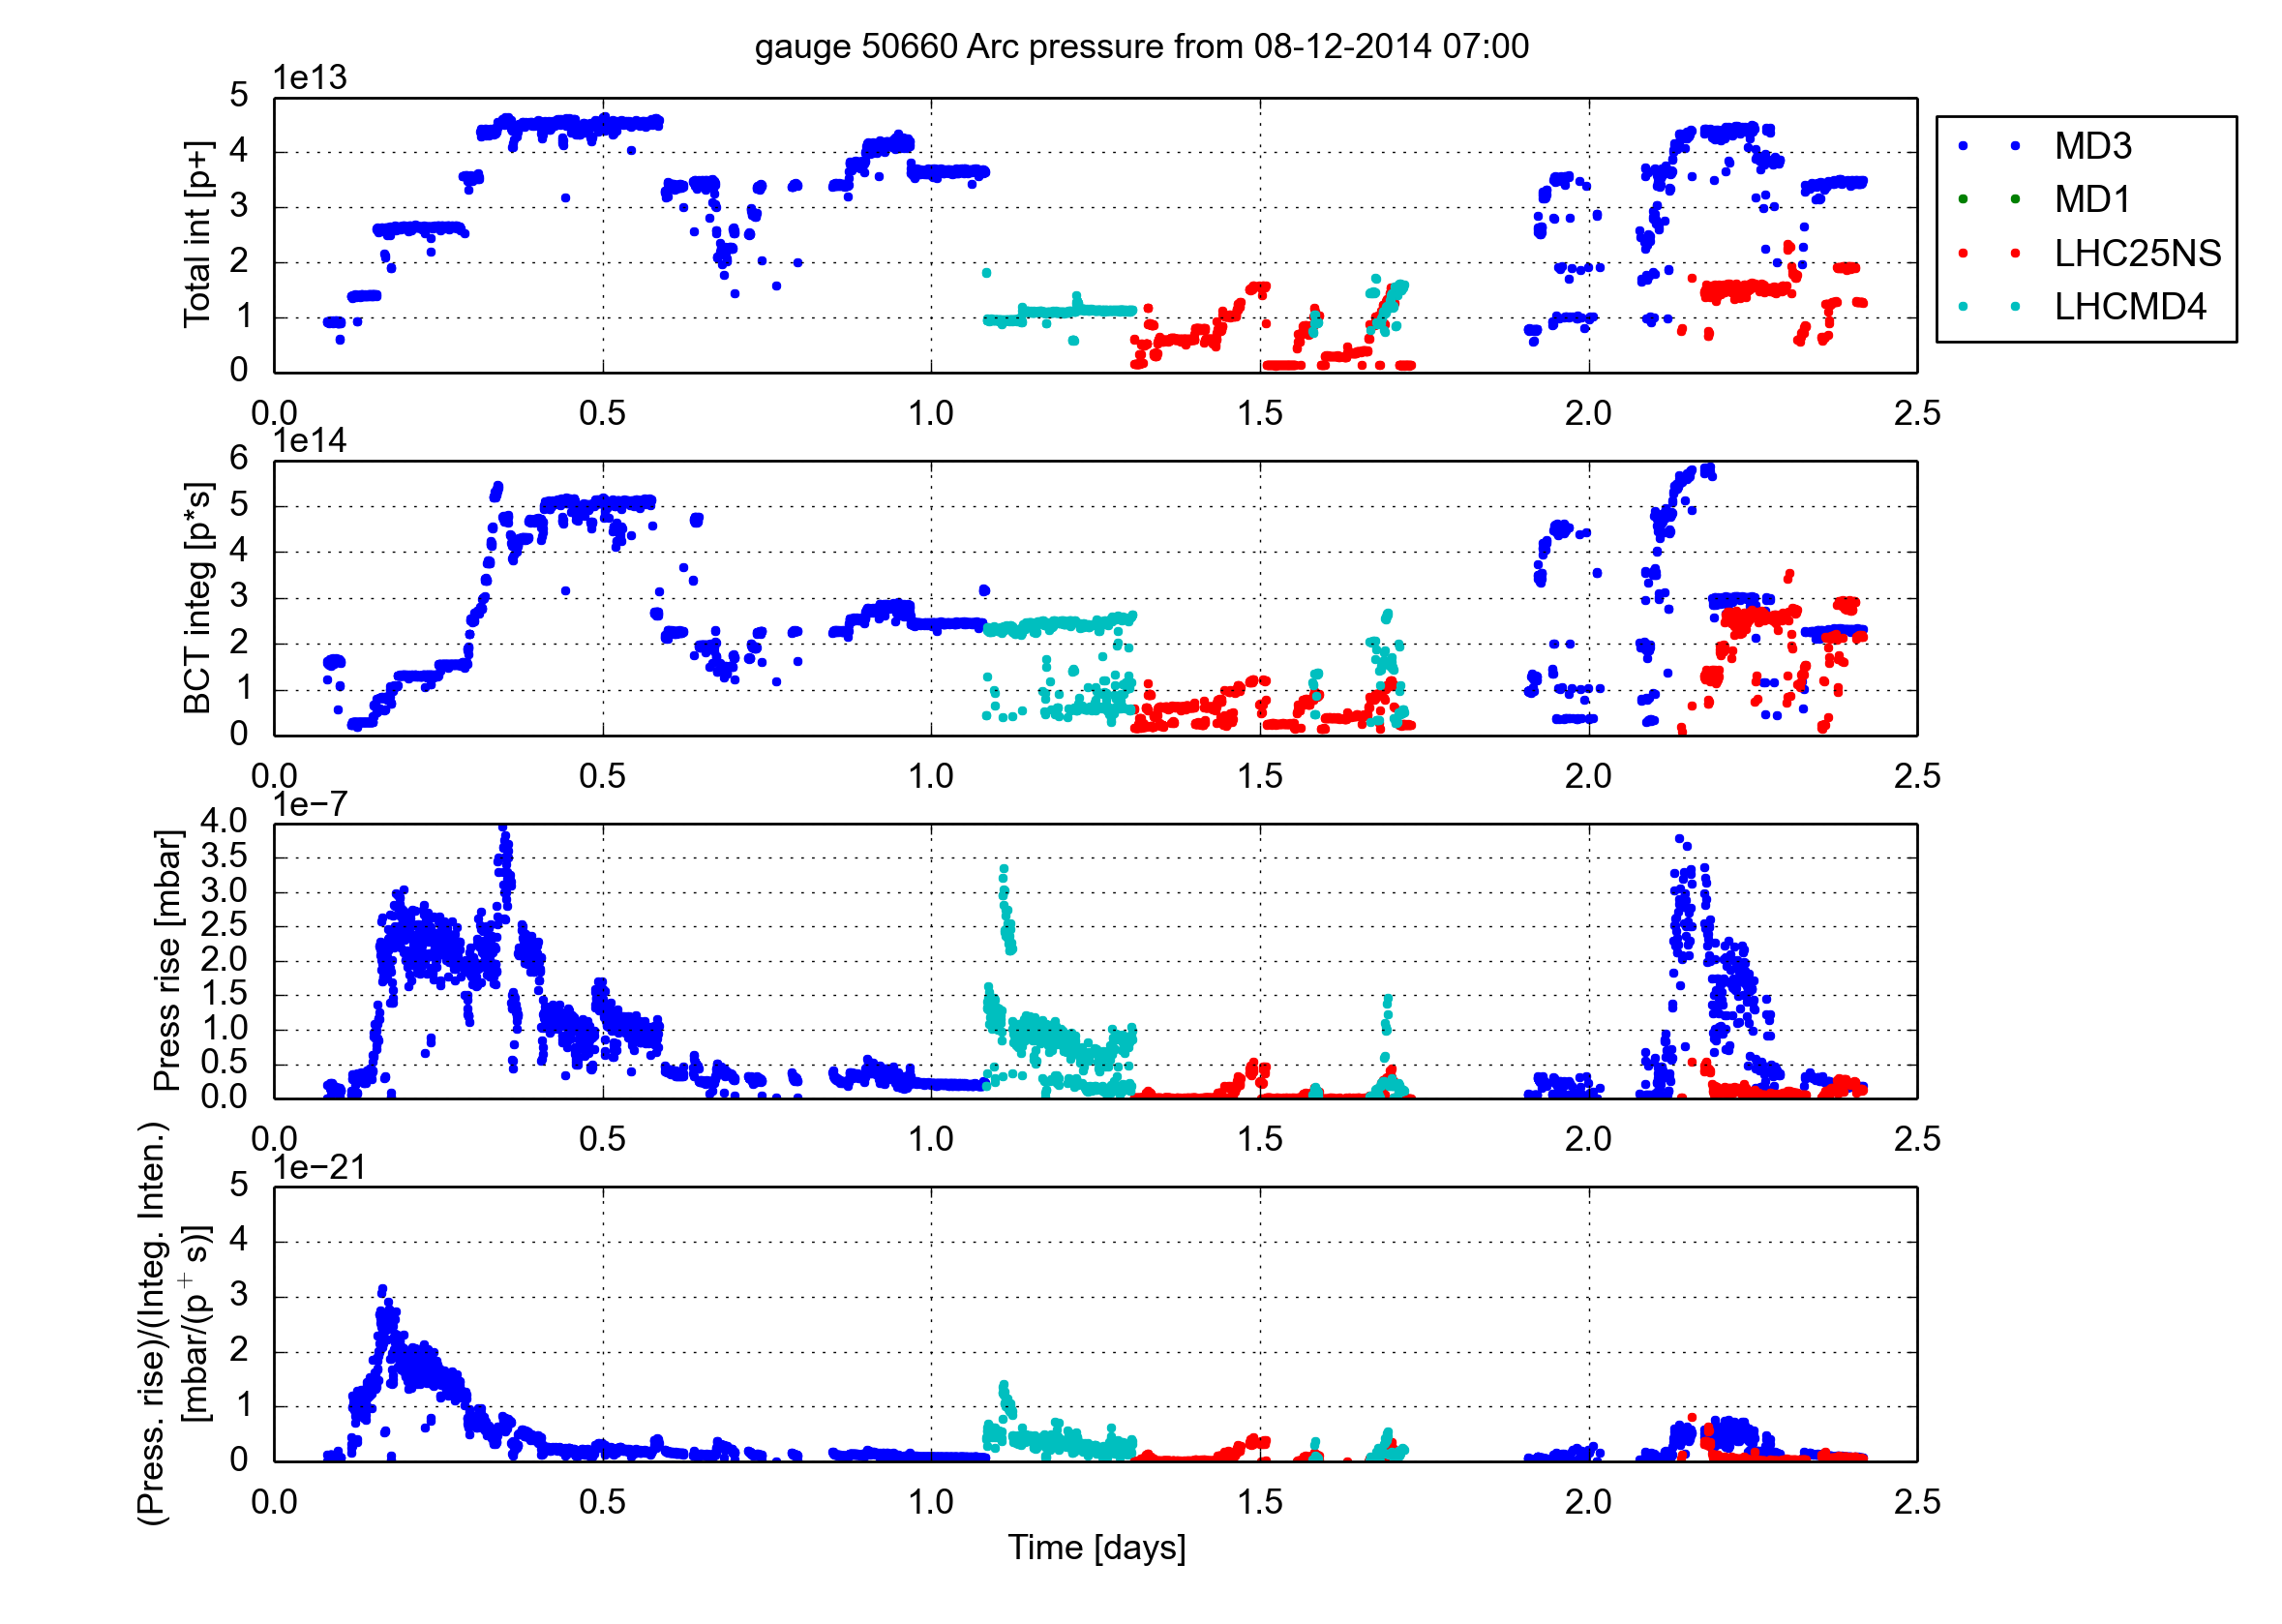 gauge 50660 Arc pressure from 08-12-2014 07:00
1e13
Total int [p+]
5
4
3
2
1
0
0.0 0.5 1.0 1.5 2.0 2.5
MD3
MD1
LHC25NS
LHCMD4
1e14
BCT integ [p*s]
6
5
4
3
2
1
0
0.0 0.5 1.0 1.5 2.0 2.5
1e−7
Press rise [mbar]
4.0
3.5
3.0
2.5
2.0
1.5
1.0
0.5
0.0
0.0 0.5 1.0 1.5 2.0 2.5
1e−21
(Press. rise)/(Integ. Inten.)
[mbar/(p⁺ s)]
5
4
3
2
1
0
0.0 0.5 1.0 1.5 2.0 2.5
Time [days]